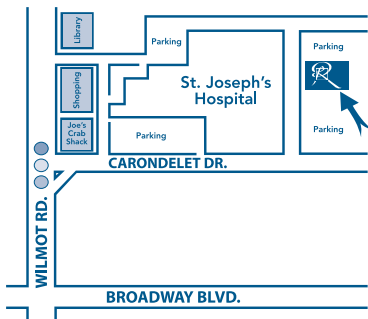 Library
Parking
Parking
St. Joseph's
Hospital
Shopping
Joe's
Crab
Shack
Parking
Parking
CARONDELET DR.
WILMOT RD.
BROADWAY BLVD.